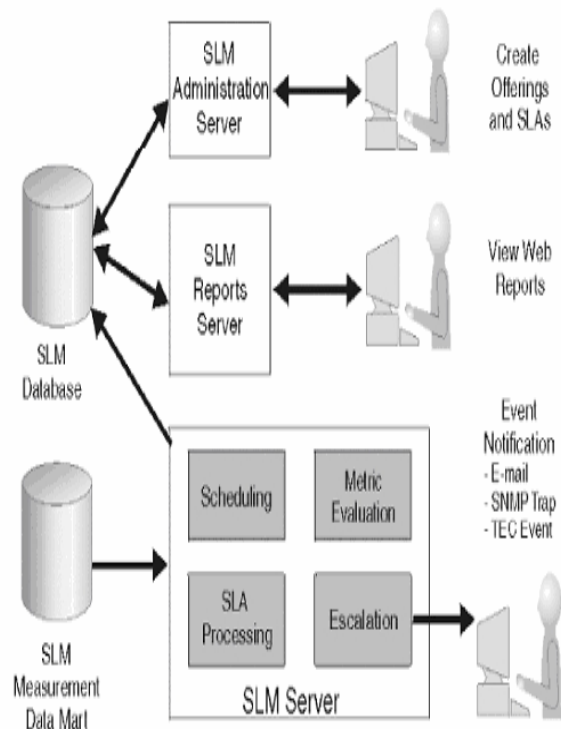 SLM
Administration
Server
Create
Offerings
and SLAs
SLM
Database
SLM
Reports
Server
View Web
Reports
Event
Notification
- E-mail
- SNMP Trap
- TEC Event
Scheduling
Metric
Evaluation
SLA
Processing
Escalation
SLM Server
SLM
Measurement
Data Mart